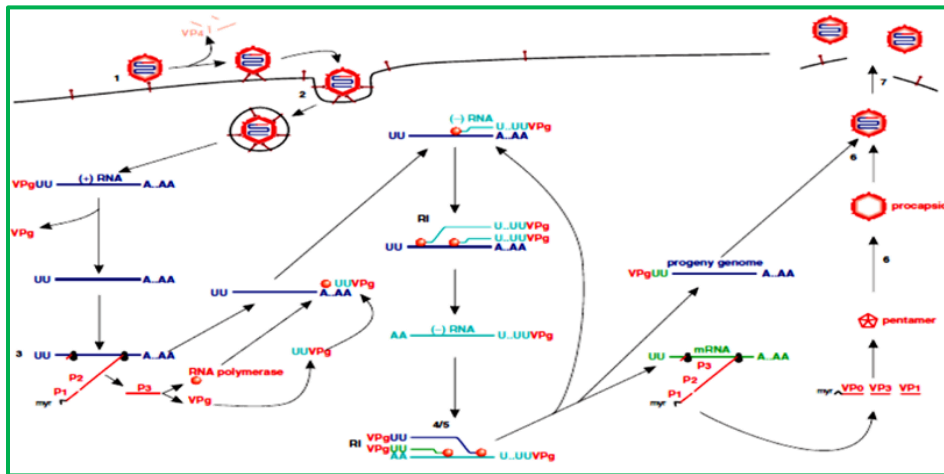 VP4
1
2
(-) RNA
UU
U..UUVPg
A..AA
7
6
VPgUU
(+) RNA
A..AA
VPg
RI
U..UUVPg
U..UUVPg
UU
A..AA
procapsid
UU
A..AA
progeny genome
VPgUU
A..AA
6
UU
UUVPg
A..AA
AA
(-) RNA
U..UUVPg
pentamer
3
UU
A..AA
P2
P1
myr
P3
RNA polymerase
VPg
UUVPg
UU
mRNA
A..AA
P3
P2
P1
myr
myr
VP0
VP3
VP1
4/5
RI
VPgUU
VPgUU
AA
U..UUVPg